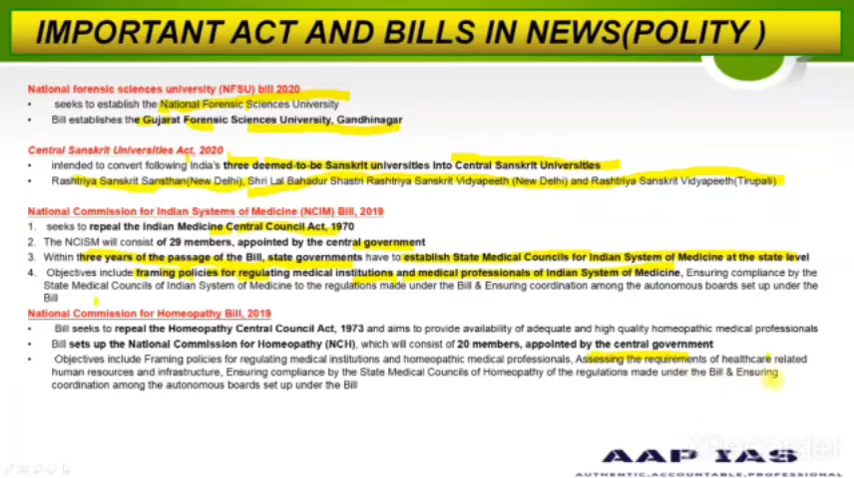 IMPORTANT ACT AND BILLS IN NEWS(POLITY )
National forensic sciences university (NFSU) bill 2020
• seeks to establish the National Forensic Sciences University
• Bill establishes the Gujarat Forensic Sciences University, Gandhinagar
Central Sanskrit Universities Act, 2020
• intended to convert following India's three deemed-to-be Sanskrit universities into Central Sanskrit Universities
• Rashtriya Sanskrit Sansthan(New Delhi), Shri Lal Bahadur Shastri Rashtriya Sanskrit Vidyapeeth (New Delhi) and Rashtriya Sanskrit Vidyapeeth(Tirupati)
National Commission for Indian Systems of Medicine (NCIM) Bill, 2019
1. seeks to repeal the Indian Medicine Central Council Act, 1970
2. The NCISM will consist of 29 members, appointed by the central government
3. Within three years of the passage of the Bill, state governments have to establish State Medical Councils for Indian System of Medicine at the state level
4. Objectives include framing policies for regulating medical institutions and medical professionals of Indian System of Medicine, Ensuring compliance by the
State Medical Councils of Indian System of Medicine to the regulations made under the Bill & Ensuring coordination among the autonomous boards set up under the
Bill
National Commission for Homeopathy Bill, 2019
• Bill seeks to repeal the Homeopathy Central Council Act, 1973 and aims to provide availability of adequate and high quality homeopathic medical professionals
• Bill sets up the National Commission for Homeopathy (NCH), which will consist of 20 members, appointed by the central government
• Objectives include Framing policies for regulating medical institutions and homeopathic medical professionals, Assessing the requirements of healthcare related
human resources and infrastructure, Ensuring compliance by the State Medical Councils of Homeopathy of the regulations made under the Bill & Ensuring
coordination among the autonomous boards set up under the Bill
AAP IAS
AUTHENTIC,ACCOUNTABLE,PROFESSIONAL